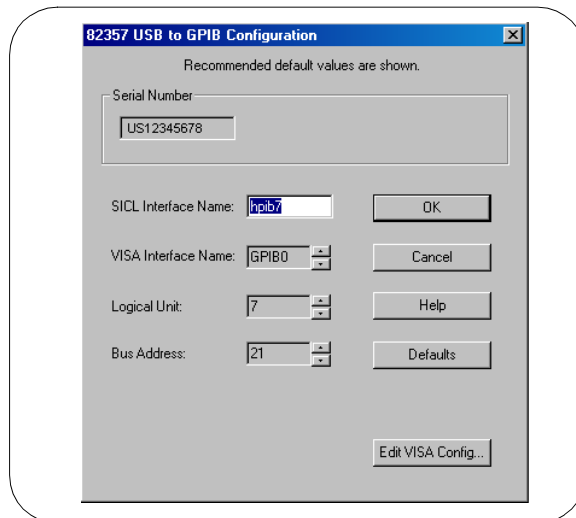 82357 USB to GPIB Configuration
Recommended default values are shown.
Serial Number
US12345678
SICL Interface Name: hpib7 OK
VISA Interface Name: GPIB0 Cancel
Logical Unit: 7 Help
Bus Address: 21 Defaults
Edit VISA Config...